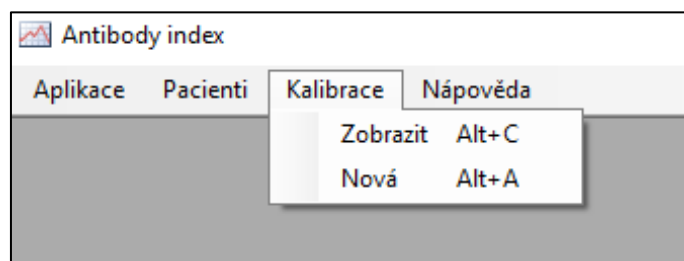 Antibody index
Aplikace Pacienti Kalibrace Nápověda
Zobrazit Alt+C
Nová Alt+A